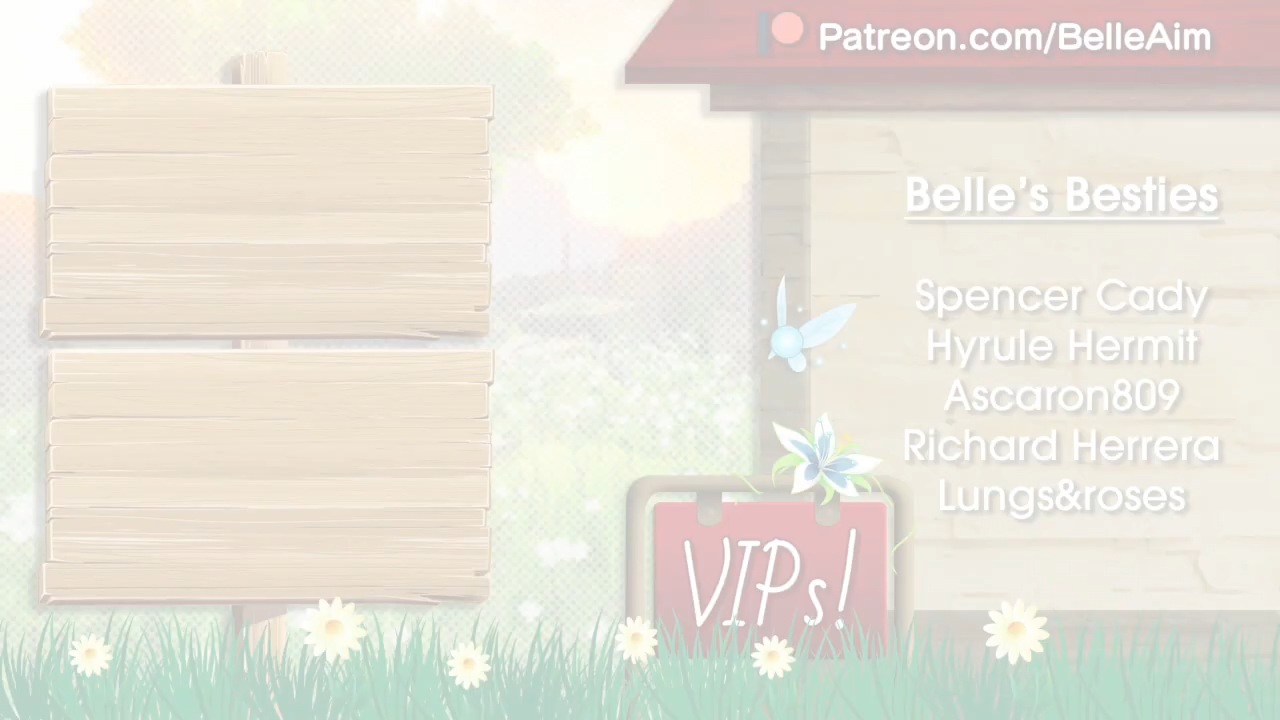 Patreon.com/BelleAim
Belle's Besties
Spencer Cady
Hyrule Hermit
Ascaron809
Richard Herrera
Lungs&roses
VIPs!